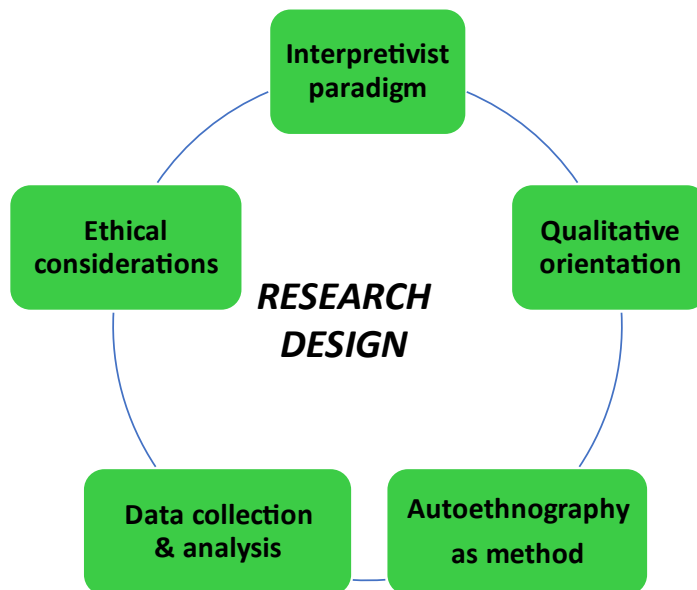 Interpretivist
paradigm
Qualitative
orientation
Autoethnography
as method
Data collection
& analysis
Ethical
considerations
RESEARCH
DESIGN